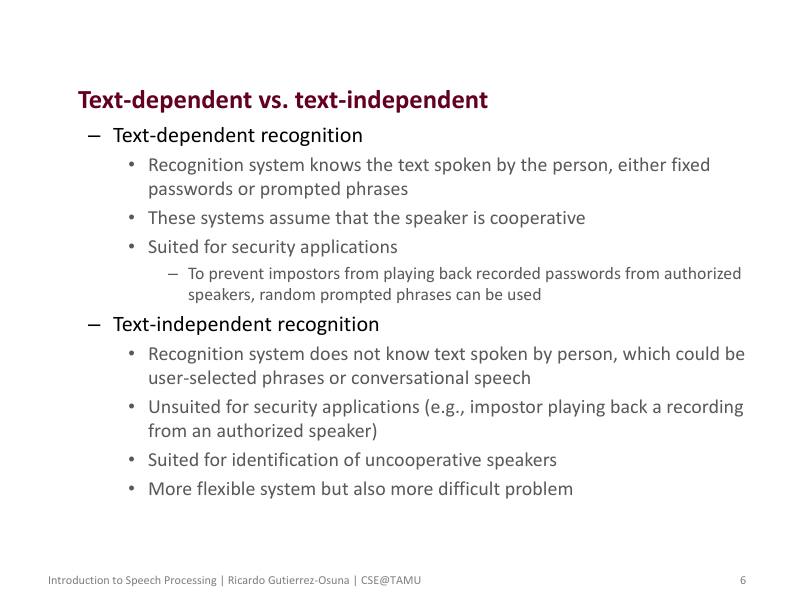 Text-dependent vs. text-independent
– Text-dependent recognition
• Recognition system knows the text spoken by the person, either fixed
passwords or prompted phrases
• These systems assume that the speaker is cooperative
• Suited for security applications
– To prevent impostors from playing back recorded passwords from authorized
speakers, random prompted phrases can be used
– Text-independent recognition
• Recognition system does not know text spoken by person, which could be
user-selected phrases or conversational speech
• Unsuited for security applications (e.g., impostor playing back a recording
from an authorized speaker)
• Suited for identification of uncooperative speakers
• More flexible system but also more difficult problem
Introduction to Speech Processing | Ricardo Gutierrez-Osuna | CSE@TAMU 6